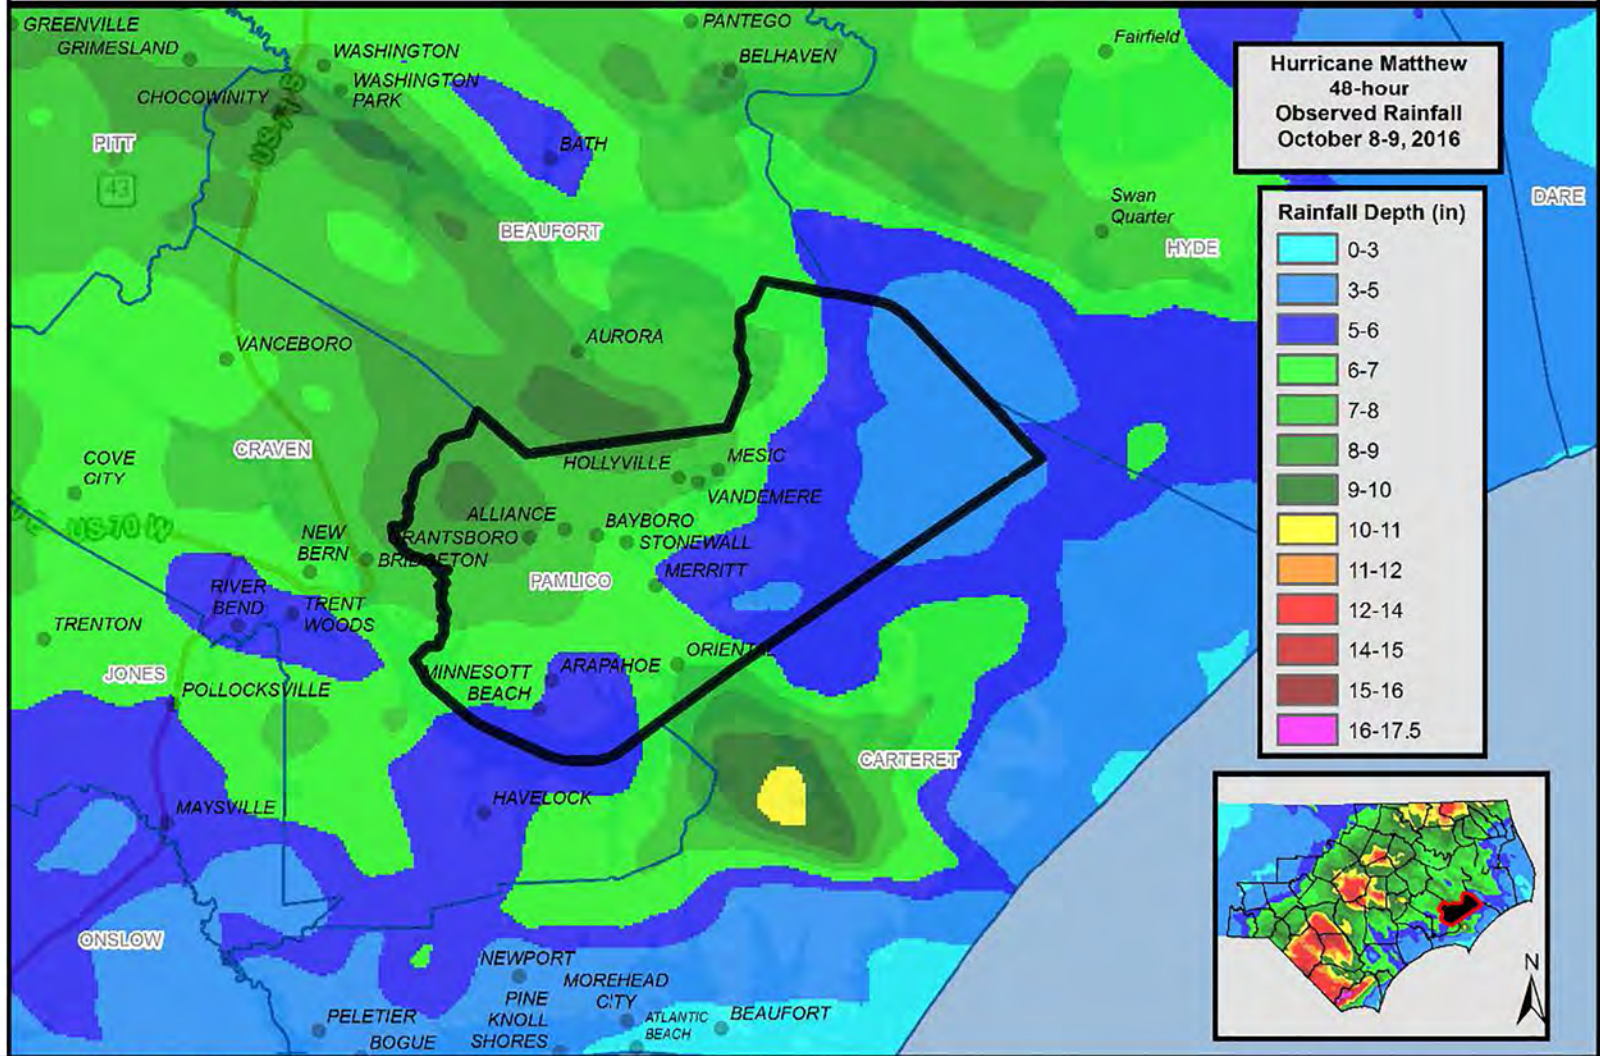 GREENVILLE
GRIMESLAND
WASHINGTON
WASHINGTON
PARK
CHOCOWINITY
PANTEGO
BELHAVEN
Fairfield
Hurricane Matthew
48-hour
Observed Rainfall
October 8-9, 2016
PITT
43
BATH
BEAUFORT
Swan
Quarter
HYDE
DARE
Rainfall Depth (in)
0-3
3-5
5-6
6-7
7-8
8-9
9-10
10-11
11-12
12-14
14-15
15-16
16-17.5
VANCEBORO
AURORA
CRAVEN
COVE
CITY
HOLLYVILLE
MESIC
VANDEMERE
US-70 W
ALLIANCE
BAYBORO
GRANTSBORO
STONEWALL
NEW
BERN
BRIDGETON
PAMLICO
MERRITT
RIVER
BEND
TRENT
WOODS
TRENTON
JONES
POLLOCKSVILLE
MINNESOTT
BEACH
ARAPAHOE
ORIENTAL
CARTERET
MAYSVILLE
HAVELOCK
ONSLOW
NEWPORT
MOREHEAD
CITY
PINE
KNOLL
SHORES
ATLANTIC
BEACH
BEAUFORT
PELETIER
BOGUE
N